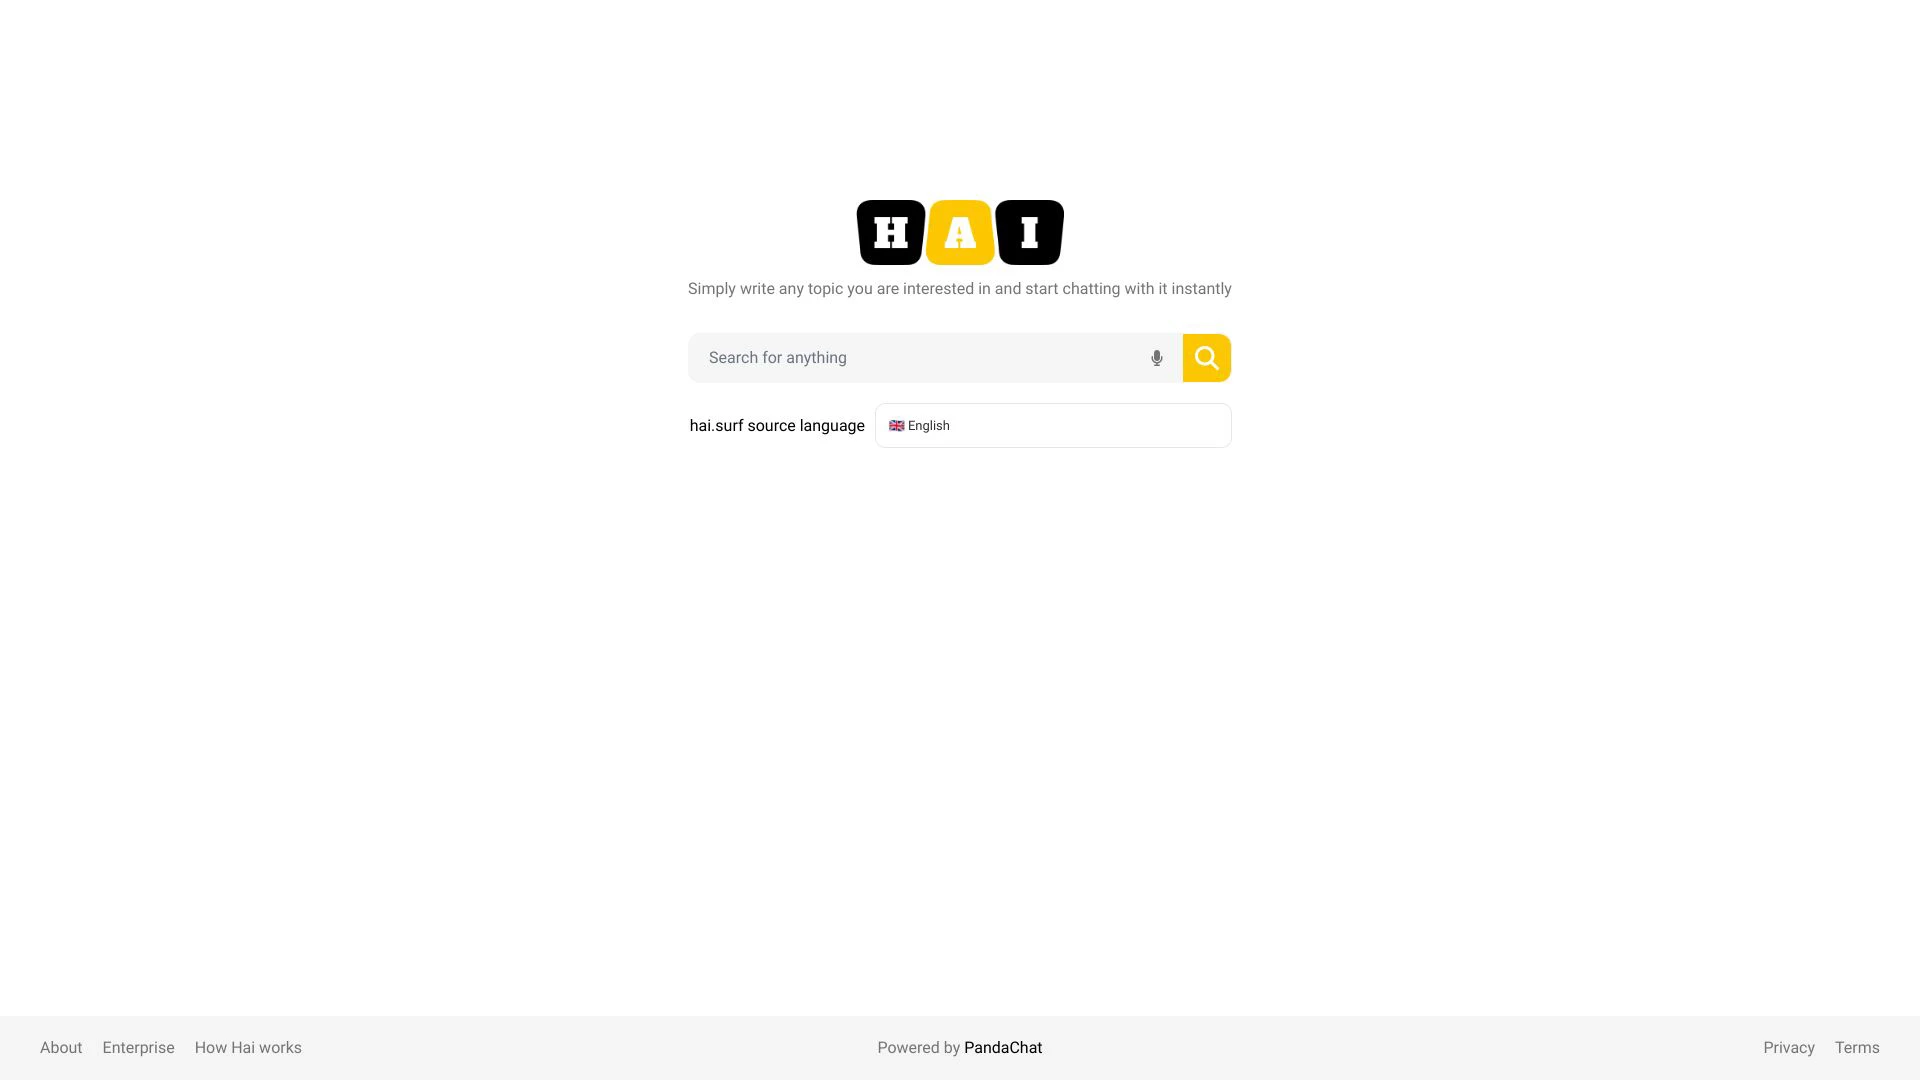 HAI
Simply write any topic you are interested in and start chatting with it instantly
Search for anything
hai.surf source language
English
About Enterprise How Hai works
Powered by PandaChat
Privacy Terms